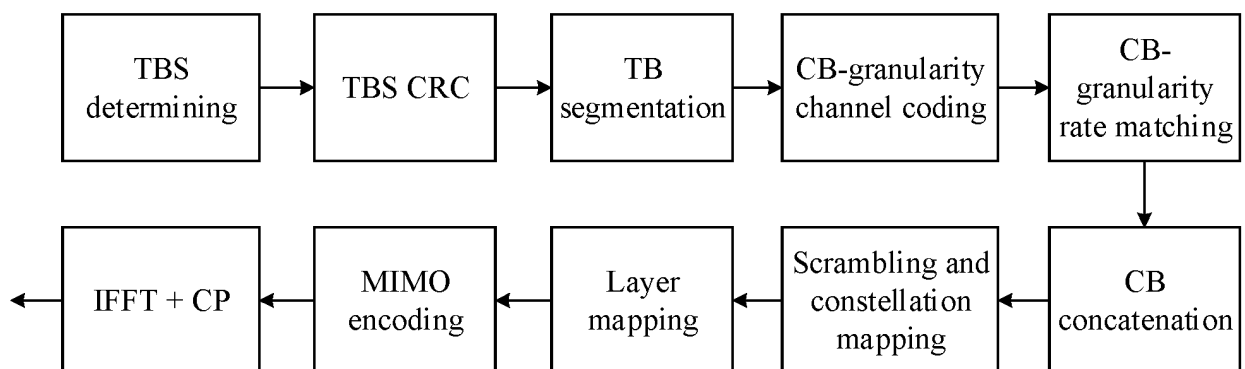 TBS
determining
TBS CRC
TB
segmentation
CB-granularity
channel coding
CB-
granularity
rate matching
IFFT + CP
MIMO
encoding
Layer
mapping
Scrambling and
constellation
mapping
CB
concatenation